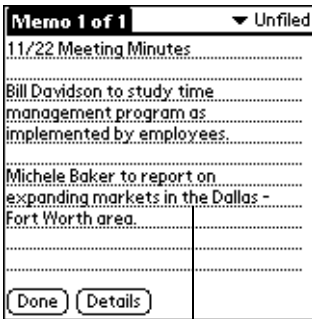 Memo 1 of 1
Unfiled
11/22 Meeting Minutes
Bill Davidson to study time
management program as
implemented by employees.
Michele Baker to report on
expanding markets in the Dallas -
Fort Worth area.
Done Details